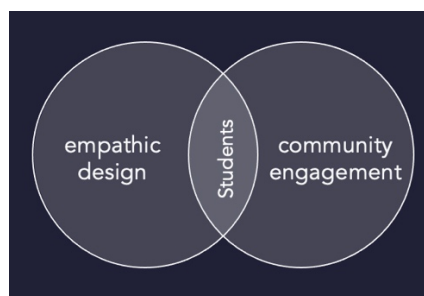 empathic
design
Students
community
engagement